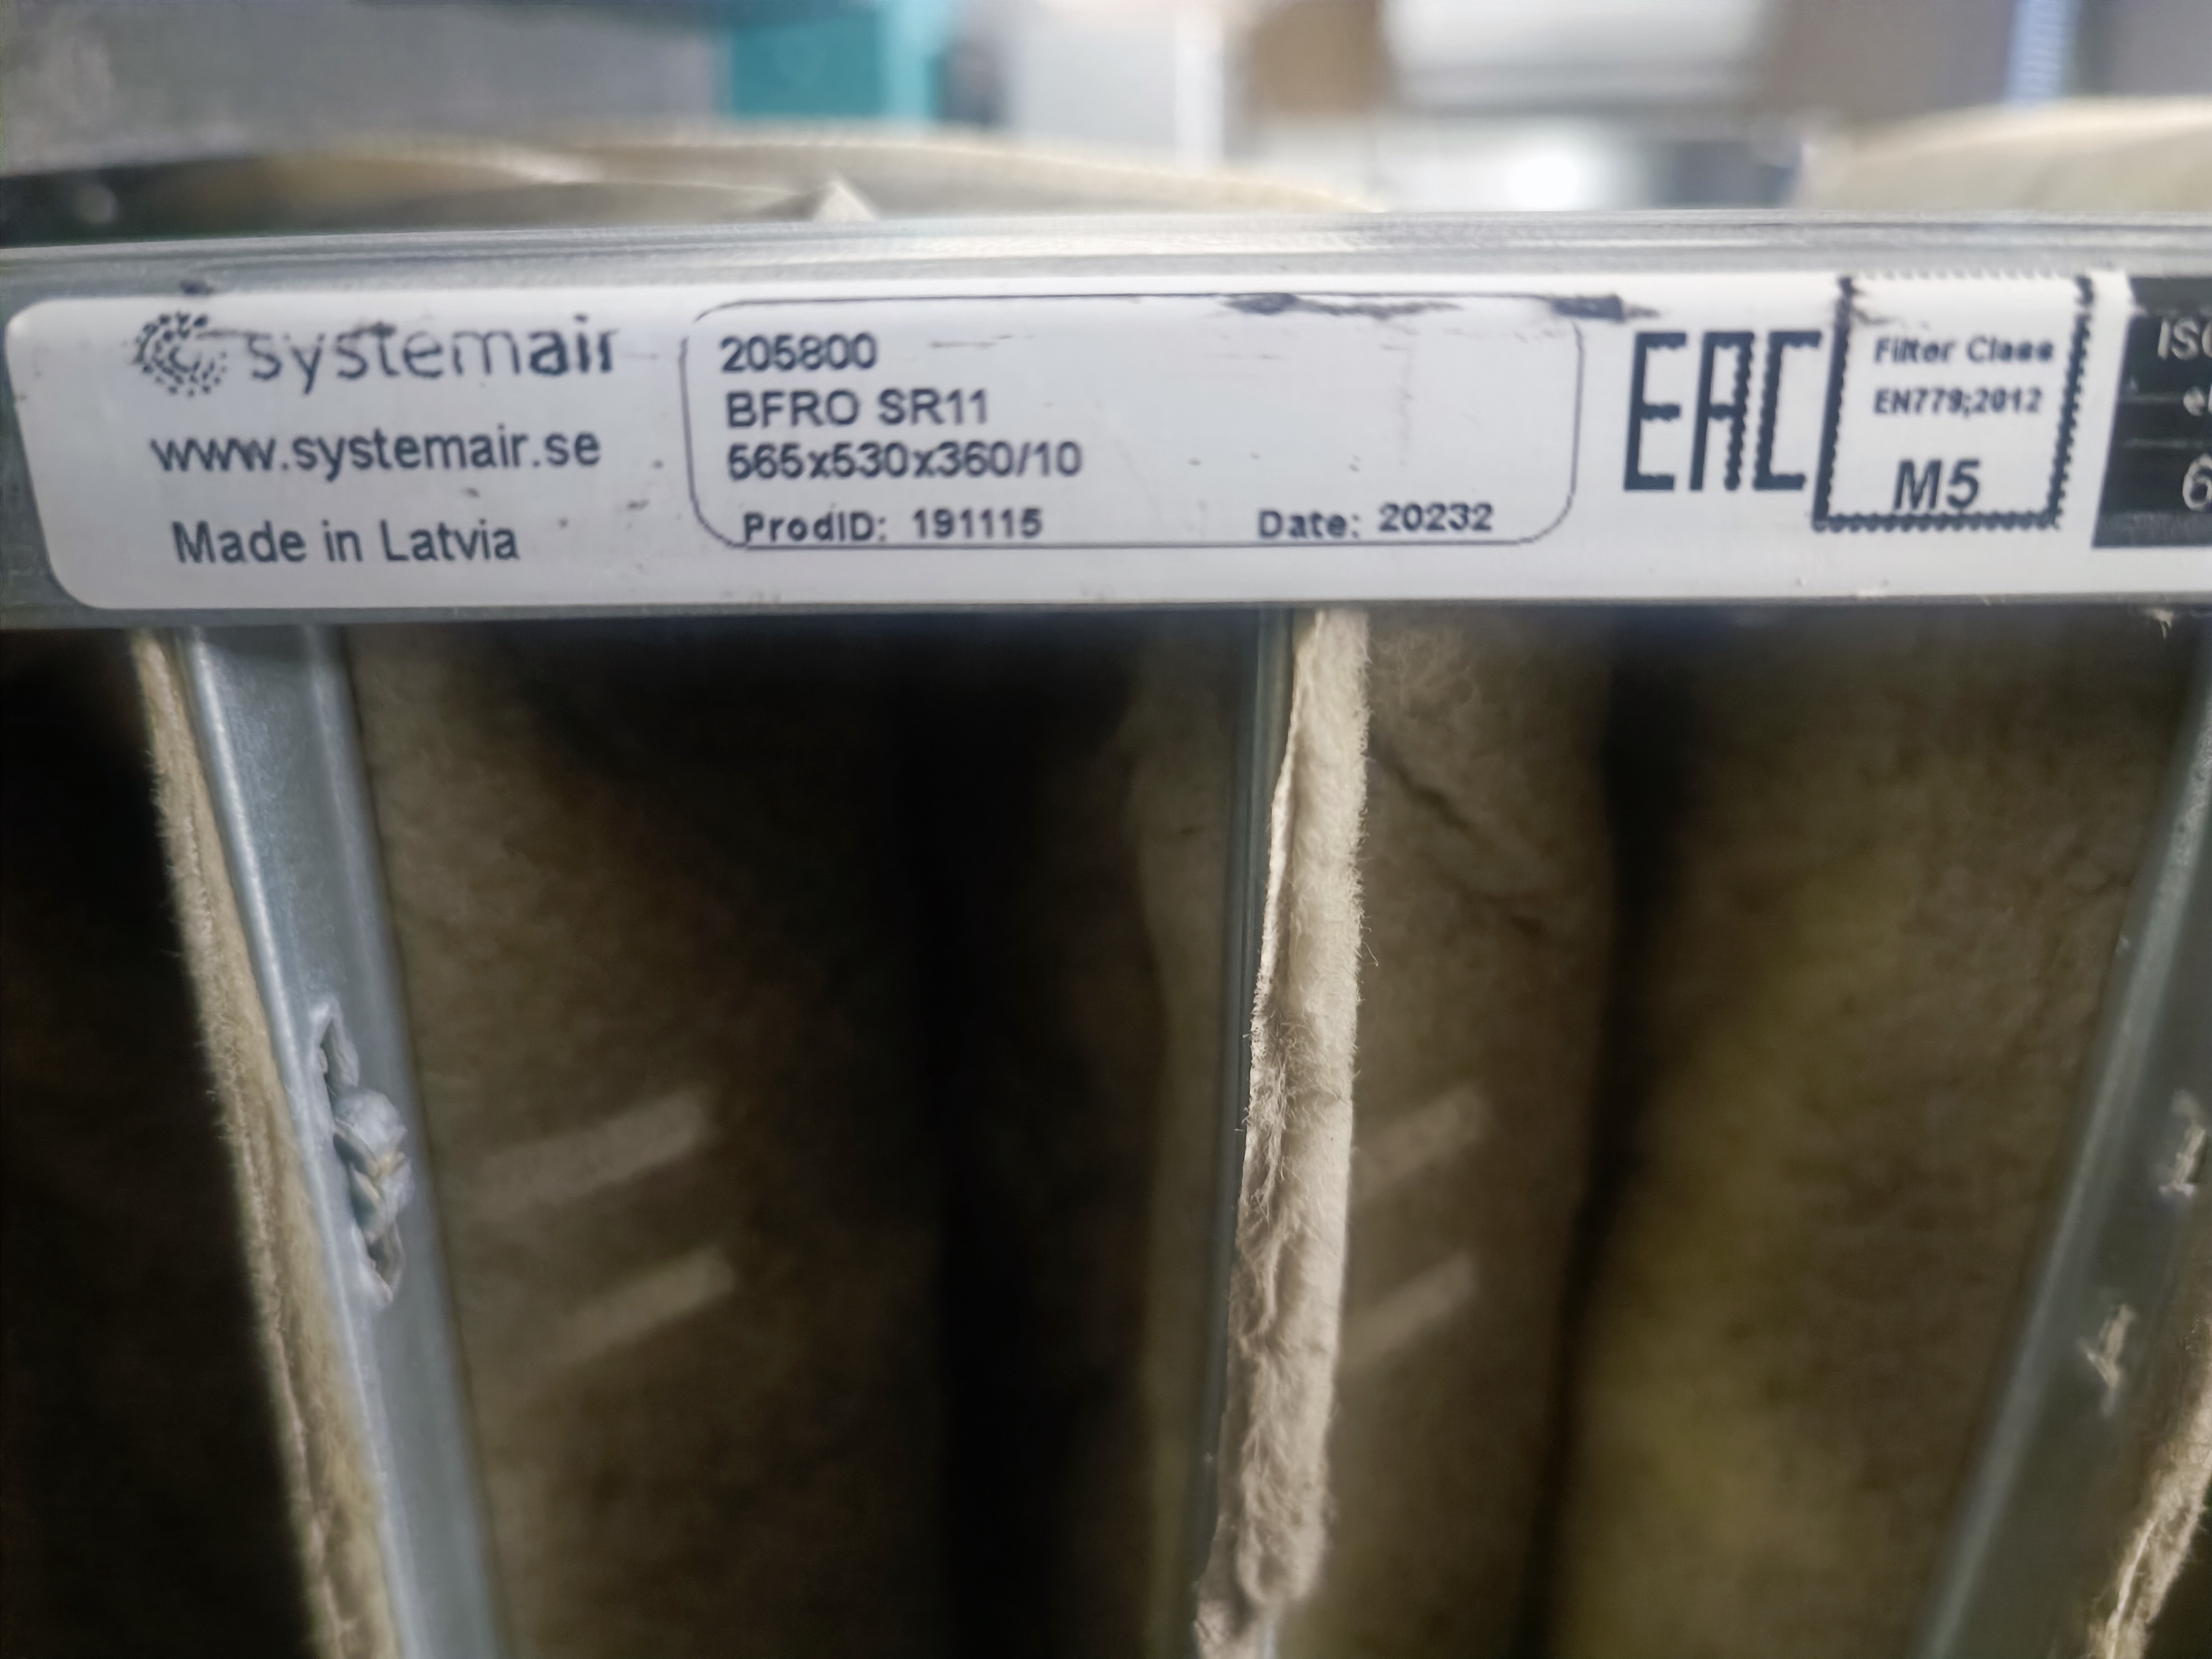 systemair
www.systemair.se
Made in Latvia
205800
BFRO SR11
565x530x360/10
ProdID: 191115 Date: 20232
EAC
Filter Class
EN779;2012
M5